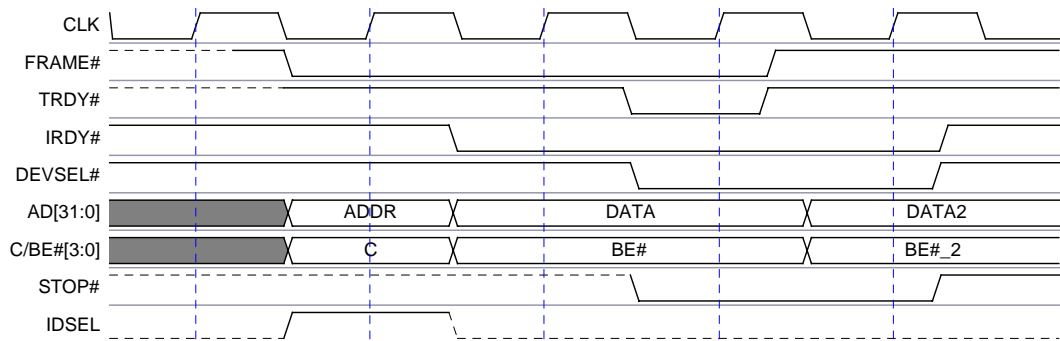 CLK
FRAME#
TRDY#
IRDY#
DEVSEL#
AD[31:0] ADDR DATA DATA2
C/BE#[3:0] C BE# BE#_2
STOP#
IDSEL